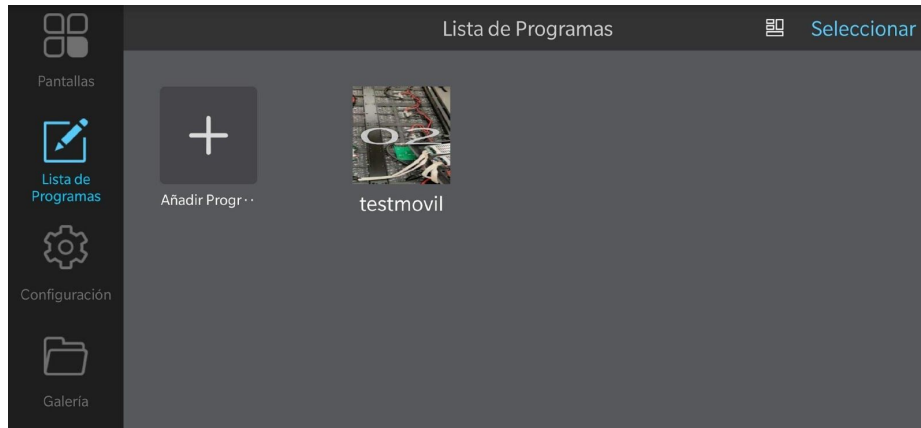 Lista de Programas
Seleccionar
Pantallas
Lista de
Programas
Configuración
Galería
Añadir Progr··
testmovil